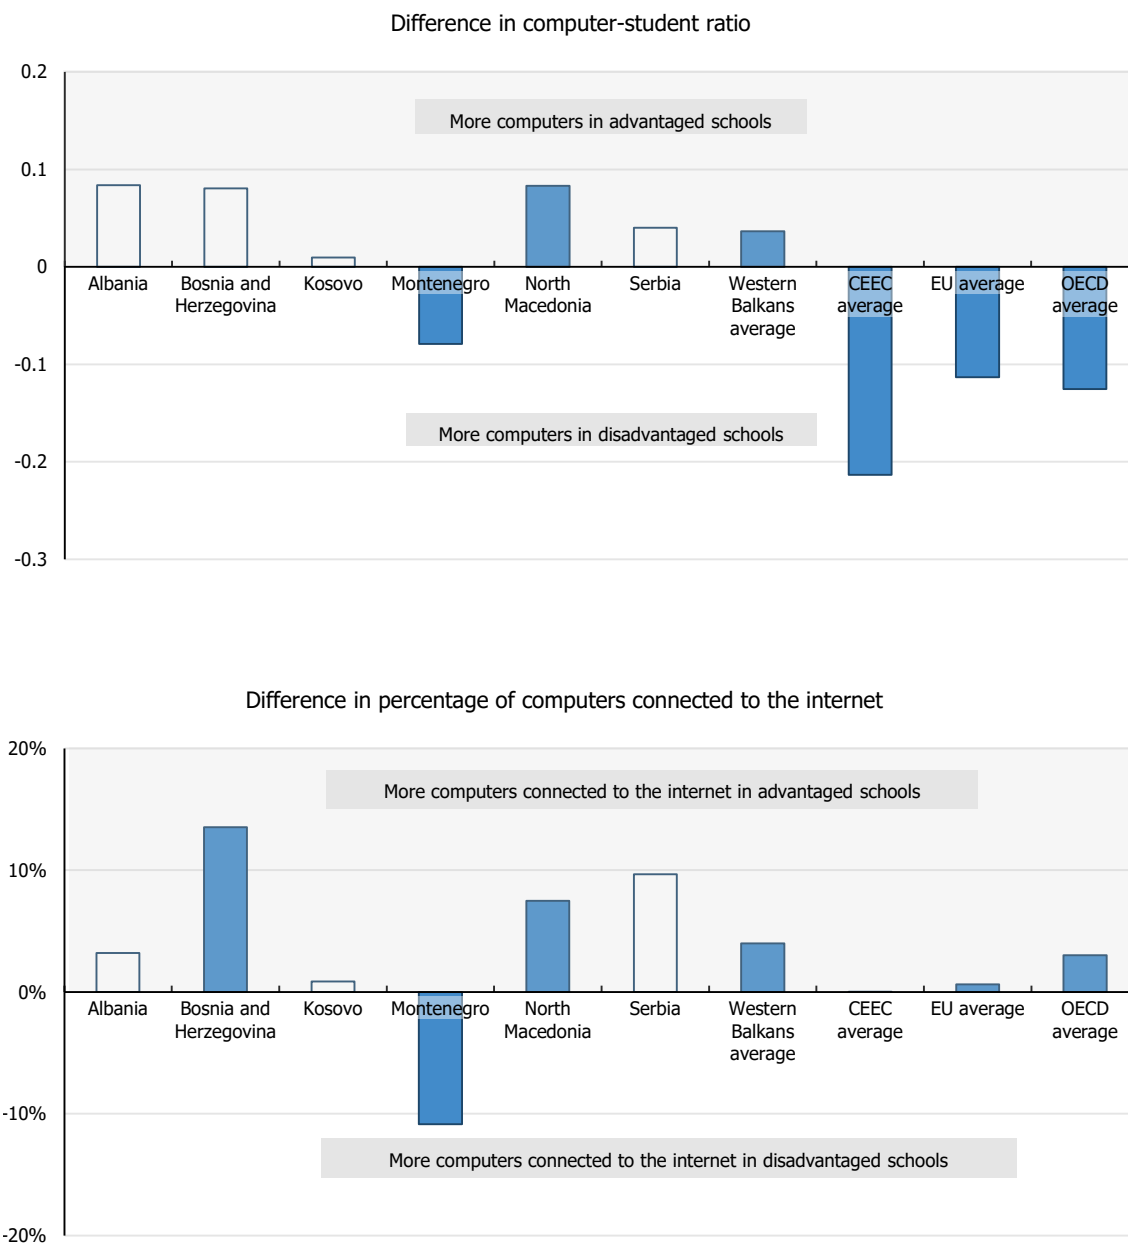 Difference in computer-student ratio
0.2
More computers in advantaged schools
0.1
0
Albania
Bosnia and
Herzegovina
Kosovo
Montenegro
North
Macedonia
Serbia
Western
Balkans
average
CEEC
average
EU average
OECD
average
-0.1
More computers in disadvantaged schools
-0.2
-0.3
Difference in percentage of computers connected to the internet
20%
More computers connected to the internet in advantaged schools
10%
0%
Albania
Bosnia and
Herzegovina
Kosovo
Montenegro
North
Macedonia
Serbia
Western
Balkans
average
CEEC
average
EU average
OECD
average
-10%
More computers connected to the internet in disadvantaged schools
-20%